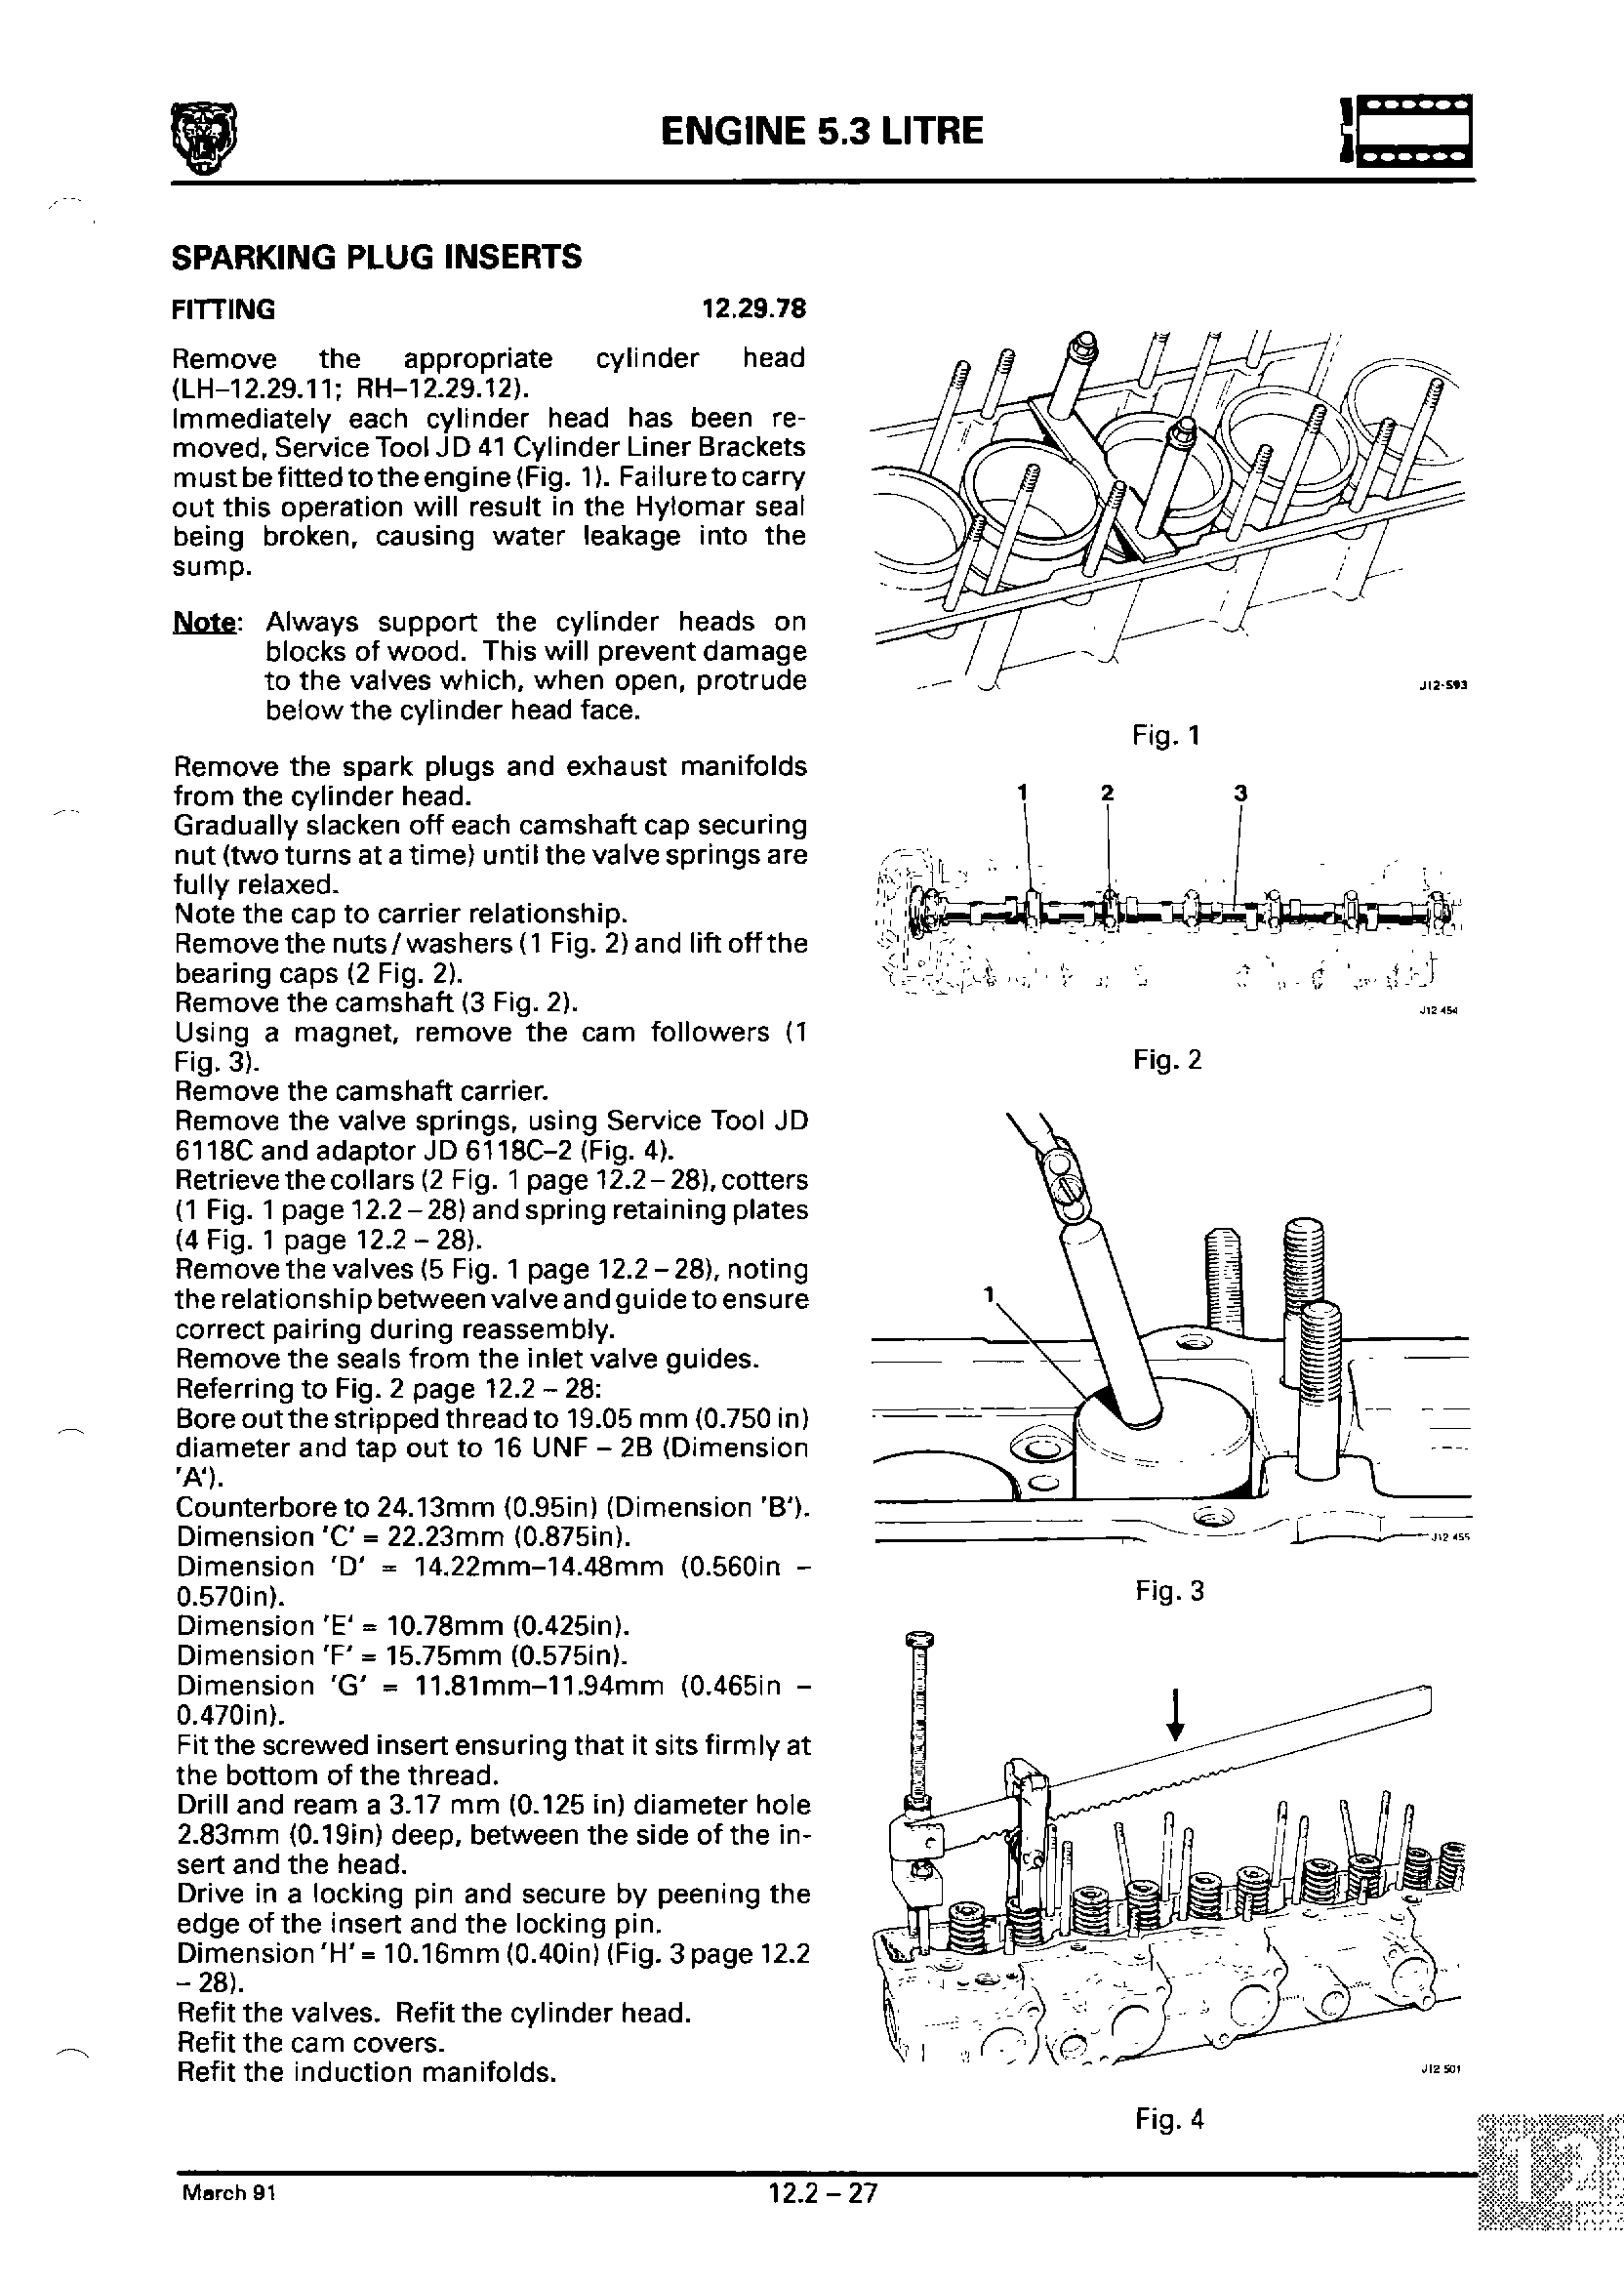 ENGINE 5.3 LITRE
SPARKING PLUG INSERTS
FITTING 12.29.78
Remove the appropriate cylinder head
(LH–12.29.11; RH–12.29.12).
Immediately each cylinder head has been re-
moved, Service Tool JD 41 Cylinder Liner Brackets
must be fitted to the engine (Fig. 1). Failure to carry
out this operation will result in the Hylomar seal
being broken, causing water leakage into the
sump.
Note: Always support the cylinder heads on
blocks of wood. This will prevent damage
to the valves which, when open, protrude
below the cylinder head face.
Remove the spark plugs and exhaust manifolds
from the cylinder head.
Gradually slacken off each camshaft cap securing
nut (two turns at a time) until the valve springs are
fully relaxed.
Note the cap to carrier relationship.
Remove the nuts / washers (1 Fig. 2) and lift off the
bearing caps (2 Fig. 2).
Remove the camshaft (3 Fig. 2).
Using a magnet, remove the cam followers (1
Fig. 3).
Remove the camshaft carrier.
Remove the valve springs, using Service Tool JD
6118C and adaptor JD 6118C–2 (Fig. 4).
Retrieve the collars (2 Fig. 1 page 12.2 – 28), cotters
(1 Fig. 1 page 12.2 – 28) and spring retaining plates
(4 Fig. 1 page 12.2 – 28).
Remove the valves (5 Fig. 1 page 12.2 – 28), noting
the relationship between valve and guide to ensure
correct pairing during reassembly.
Remove the seals from the inlet valve guides.
Referring to Fig. 2 page 12.2 – 28:
Bore out the stripped thread to 19.05 mm (0.750 in)
diameter and tap out to 16 UNF – 2B (Dimension
'A').
Counterbore to 24.13mm (0.95in) (Dimension 'B').
Dimension 'C' = 22.23mm (0.875in).
Dimension 'D' = 14.22mm–14.48mm (0.560in –
0.570in).
Dimension 'E' = 10.78mm (0.425in).
Dimension 'F' = 15.75mm (0.575in).
Dimension 'G' = 11.81mm–11.94mm (0.465in –
0.470in).
Fit the screwed insert ensuring that it sits firmly at
the bottom of the thread.
Drill and ream a 3.17 mm (0.125 in) diameter hole
2.83mm (0.19in) deep, between the side of the in-
sert and the head.
Drive in a locking pin and secure by peening the
edge of the insert and the locking pin.
Dimension 'H' = 10.16mm (0.40in) (Fig. 3 page 12.2
– 28).
Refit the valves. Refit the cylinder head.
Refit the cam covers.
Refit the induction manifolds.
J12-593
Fig. 1
1 2 3
J12 454
Fig. 2
1
J12 455
Fig. 3
J12 501
Fig. 4
12
March 91 12.2 – 27